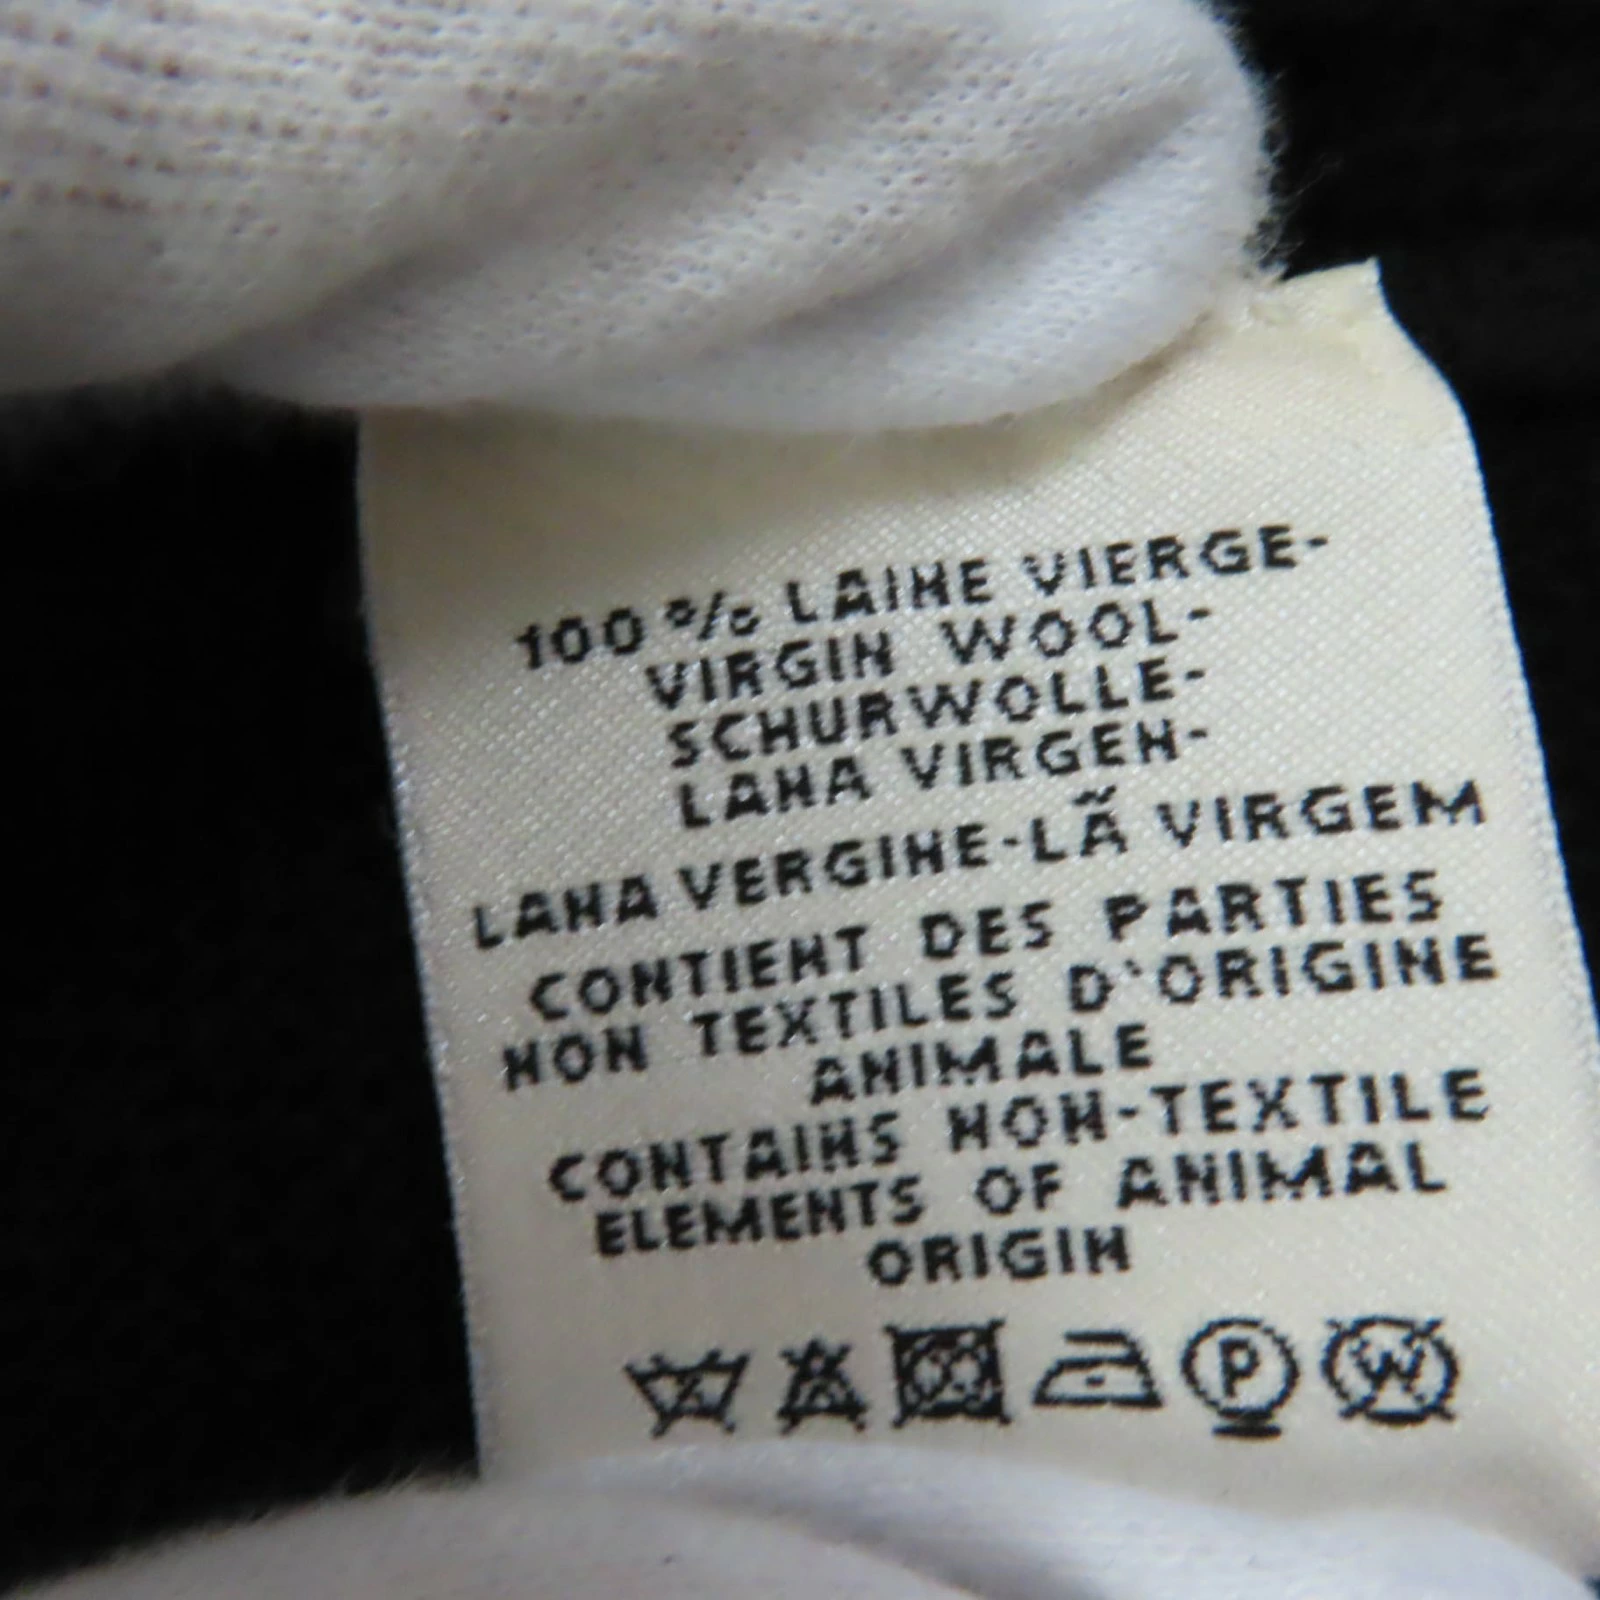 100 % LAINE VIERGE-
VIRGIN WOOL-
SCHURWOLLE-
LANA VIRGEN-
LANA VERGINE-LÃ VIRGEM
CONTIENT DES PARTIES
NON TEXTILES D'ORIGINE
ANIMALE
CONTAINS NON-TEXTILE
ELEMENTS OF ANIMAL
ORIGIN
P W